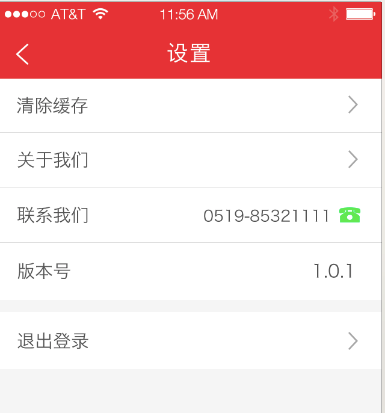 AT&T 11:56 AM
设置
清除缓存
关于我们
联系我们 0519-85321111
版本号 1.0.1
退出登录